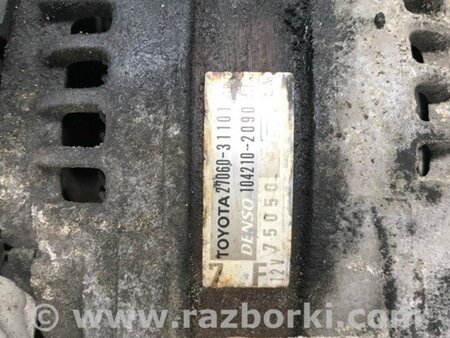 TOYOTA 27060-31101
DENSO 104210-2090
12V 75050
7 F
www.razborki.com